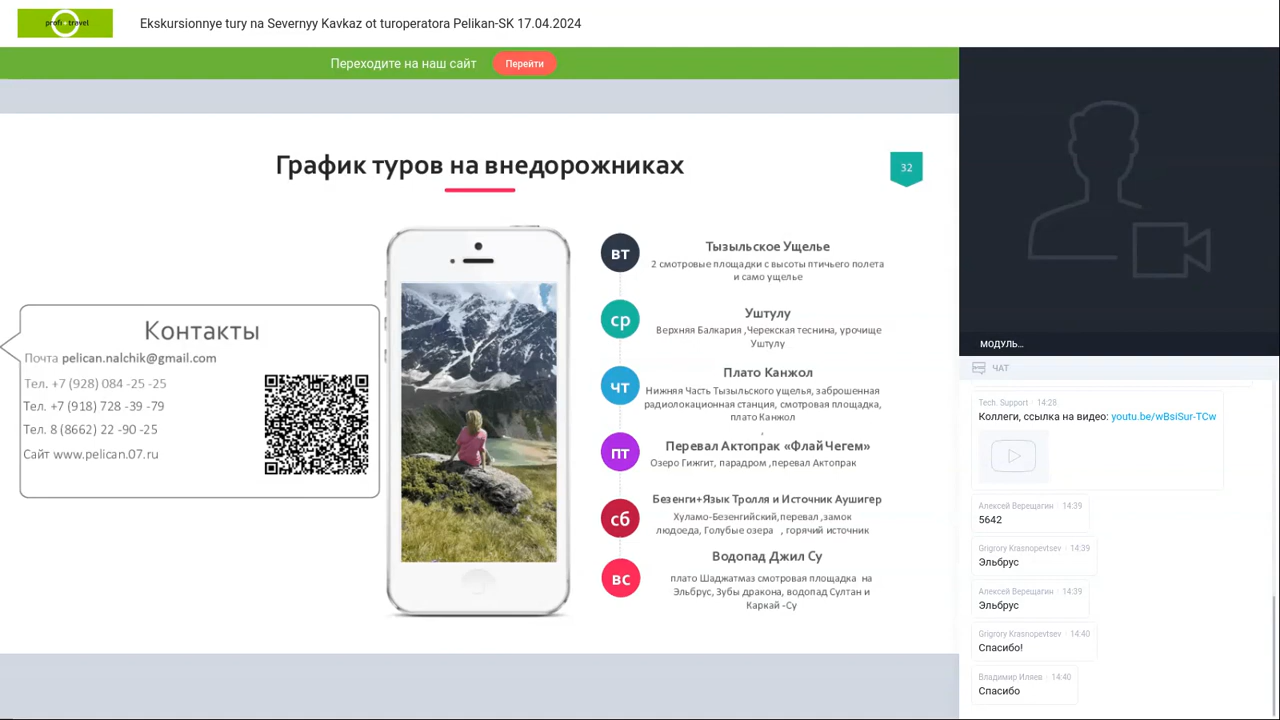 profi travel
Ekskursionnye tury na Severnyy Kavkaz ot turoperatora Pelikan-SK 17.04.2024
Переходите на наш сайт
Перейти
График туров на внедорожниках
32
Контакты
Почта pelican.nalchik@gmail.com
Тел. +7 (928) 084 -25 -25
Тел. +7 (918) 728 -39 -79
Тел. 8 (8662) 22 -90 -25
Сайт www.pelican.07.ru
вт
Тызыльское Ущелье
2 смотровые площадки с высоты птичьего полета
и само ущелье
ср
Уштулу
Верхняя Балкария ,Черекская теснина, урочище
Уштулу
чт
Плато Канжол
Нижняя Часть Тызыльского ущелья, заброшенная
радиолокационная станция, смотровая площадка,
плато Канжол
,
пт
Перевал Актопрак «Флай Чегем»
Озеро Гижгит, парадром ,перевал Актопрак
сб
Безенги+Язык Тролля и Источник Аушигер
Хуламо-Безенгийский,перевал ,замок
людоеда, Голубые озера , горячий источник
вс
Водопад Джил Су
плато Шаджатмаз смотровая площадка на
Эльбрус, Зубы дракона, водопад Султан и
Каркай -Су
МОДУЛЬ...
ЧАТ
Tech. Support · 14:28
Коллеги, ссылка на видео: youtu.be/wBsiSur-TCw
Алексей Верещагин · 14:39
5642
Grigrory Krasnopevtsev · 14:39
Эльбрус
Алексей Верещагин · 14:39
Эльбрус
Grigrory Krasnopevtsev · 14:40
Спасибо!
Владимир Иляев · 14:40
Спасибо